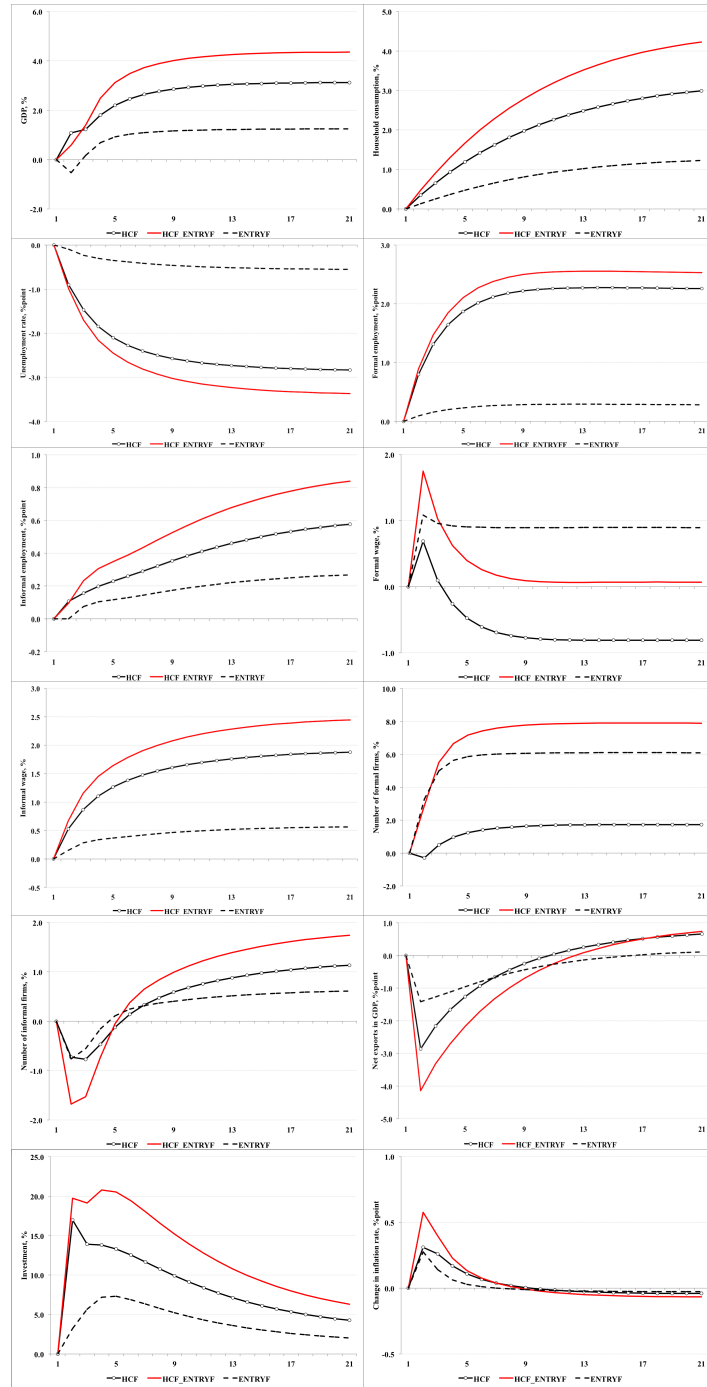 GDP, %
6.0
4.0
2.0
0.0
-2.0
1 5 9 13 17 21
HCF HCF_ENTRYF ENTRYF
Household consumption, %
5.0
4.0
3.0
2.0
1.0
0.0
1 5 9 13 17 21
HCF HCF_ENTRYF ENTRYF
Unemployment rate, %point
0.0
-1.0
-2.0
-3.0
-4.0
1 5 9 13 17 21
HCF HCF_ENTRYF ENTRYF
Formal employment, %point
3.0
2.0
1.0
0.0
1 5 9 13 17 21
HCF HCF_ENTRYFF ENTRYF
Informal employment, %point
1.0
0.8
0.6
0.4
0.2
0.0
-0.2
1 5 9 13 17 21
HCF HCF_ENTRYF ENTRYF
Formal wage, %
2.0
1.0
0.0
-1.0
1 5 9 13 17 21
HCF HCF_ENTRYF ENTRYF
Informal wage, %
3.0
2.5
2.0
1.5
1.0
0.5
0.0
-0.5
1 5 9 13 17 21
HCF HCF_ENTRYF ENTRYF
Number of formal firms, %
10.0
8.0
6.0
4.0
2.0
0.0
-2.0
1 5 9 13 17 21
HCF HCF_ENTRYF ENTRYF
Number of informal firms, %
2.0
1.0
0.0
-1.0
-2.0
1 5 9 13 17 21
HCF HCF_ENTRYF ENTRYF
Net exports in GDP, %point
1.0
0.0
-1.0
-2.0
-3.0
-4.0
-5.0
1 5 9 13 17 21
HCF HCF_ENTRYF ENTRYF
Investment, %
25.0
20.0
15.0
10.0
5.0
0.0
1 5 9 13 17 21
HCF HCF_ENTRYF ENTRYF
Change in inflation rate, %point
1.0
0.5
0.0
-0.5
1 5 9 13 17 21
HCF HCF_ENTRYF ENTRYF